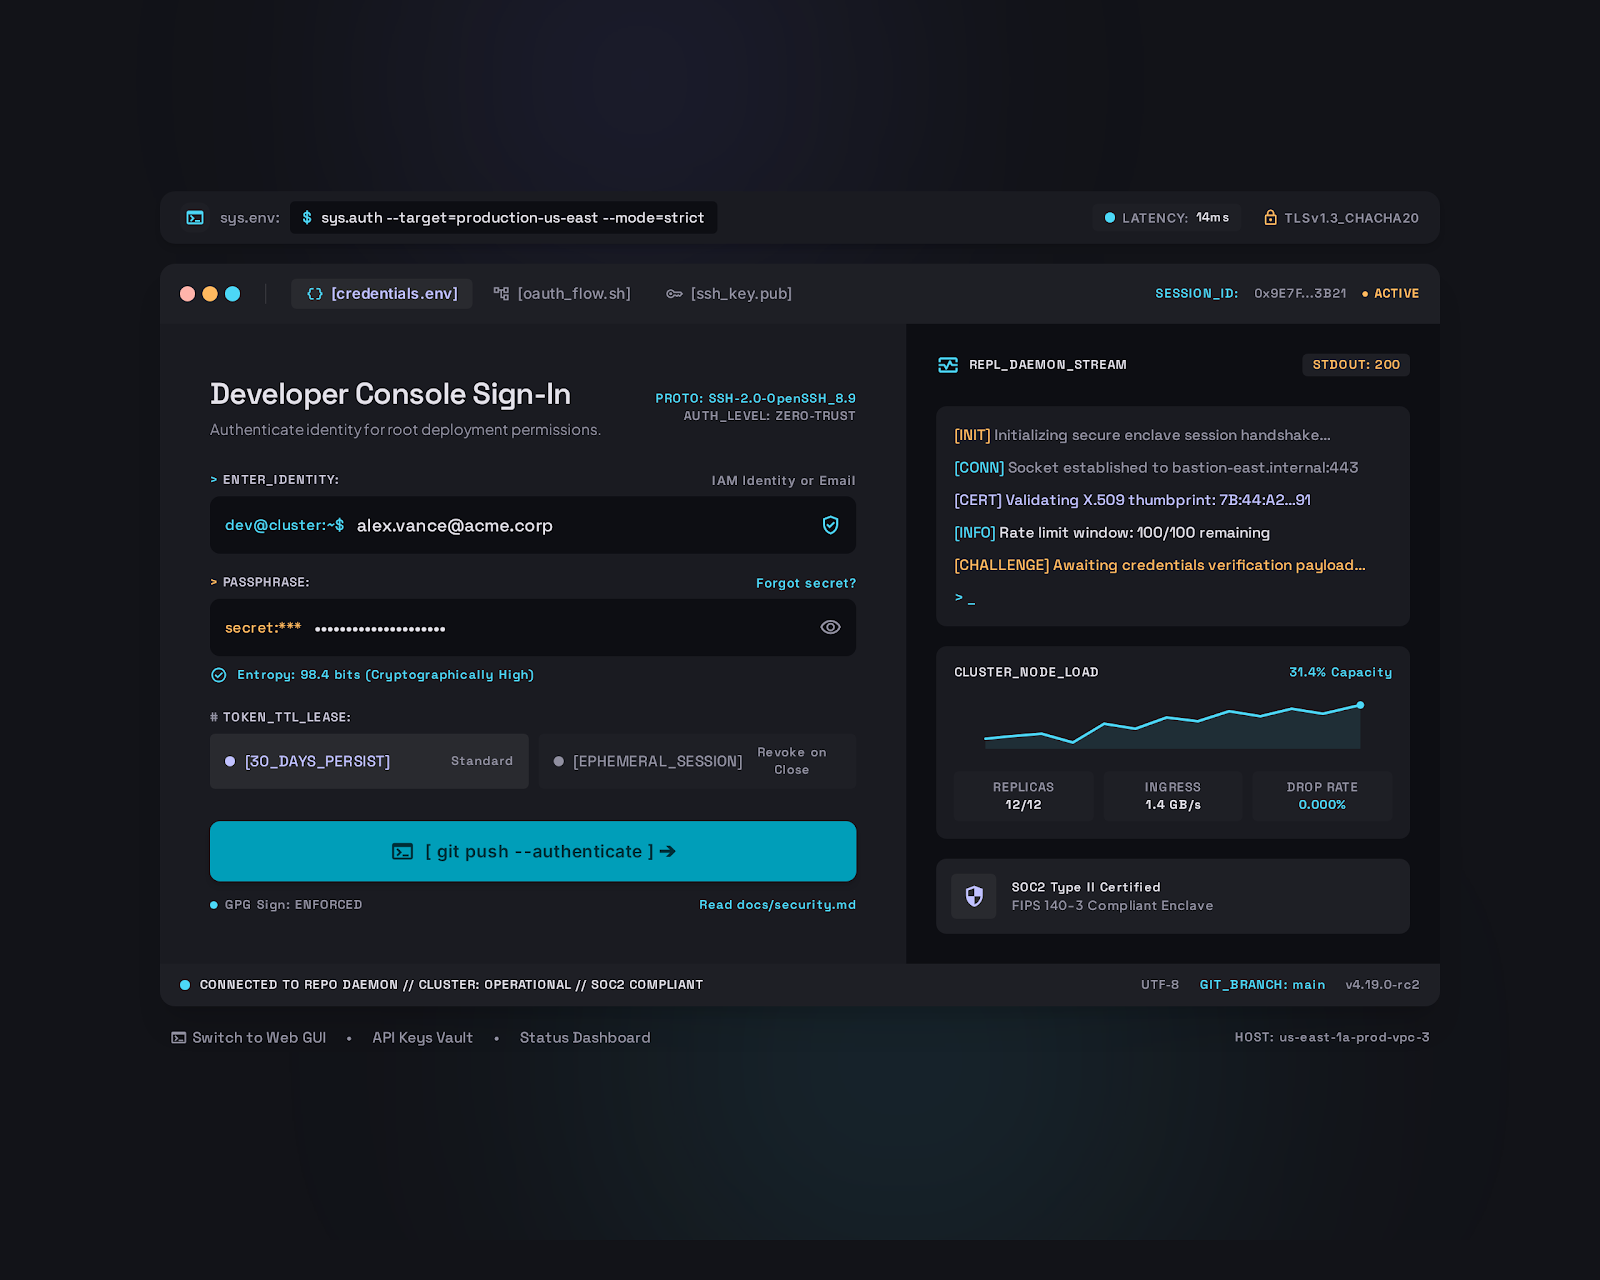 sys.env: $ sys.auth --target=production-us-east --mode=strict LATENCY: 14ms TLSv1.3_CHACHA20
{} [credentials.env] [oauth_flow.sh] [ssh_key.pub] SESSION_ID: 0x9E7F...3B21 • ACTIVE
Developer Console Sign-In
Authenticate identity for root deployment permissions.
PROTO: SSH-2.0-OpenSSH_8.9
AUTH_LEVEL: ZERO-TRUST
> ENTER_IDENTITY: IAM Identity or Email
dev@cluster:~$ alex.vance@acme.corp
> PASSPHRASE: Forgot secret?
secret:*** •••••••••••••••••••••
Entropy: 98.4 bits (Cryptographically High)
# TOKEN_TTL_LEASE:
[30_DAYS_PERSIST] Standard
[EPHEMERAL_SESSION] Revoke on
Close
[ git push --authenticate ] ➔
GPG Sign: ENFORCED Read docs/security.md
REPL_DAEMON_STREAM STDOUT: 200
[INIT] Initializing secure enclave session handshake...
[CONN] Socket established to bastion-east.internal:443
[CERT] Validating X.509 thumbprint: 7B:44:A2...91
[INFO] Rate limit window: 100/100 remaining
[CHALLENGE] Awaiting credentials verification payload...
> _
CLUSTER_NODE_LOAD 31.4% Capacity
REPLICAS
12/12
INGRESS
1.4 GB/s
DROP RATE
0.000%
SOC2 Type II Certified
FIPS 140-3 Compliant Enclave
CONNECTED TO REPO DAEMON // CLUSTER: OPERATIONAL // SOC2 COMPLIANT UTF-8 GIT_BRANCH: main v4.19.0-rc2
Switch to Web GUI • API Keys Vault • Status Dashboard HOST: us-east-1a-prod-vpc-3